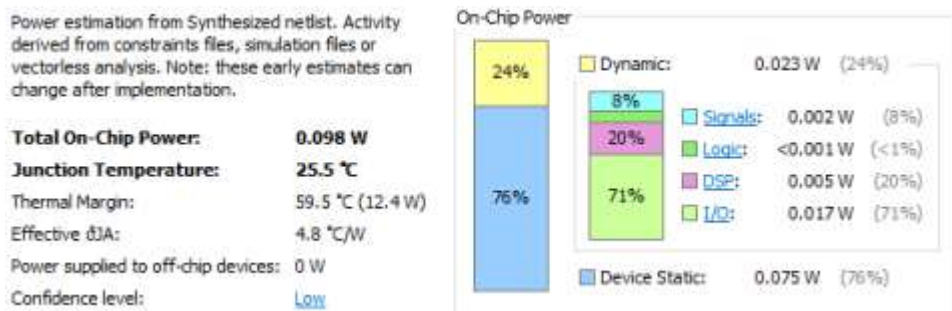 Power estimation from Synthesized netlist. Activity
derived from constraints files, simulation files or
vectorless analysis. Note: these early estimates can
change after implementation.
Total On-Chip Power: 0.098 W
Junction Temperature: 25.5 °C
Thermal Margin: 59.5 °C (12.4 W)
Effective ϑJA: 4.8 °C/W
Power supplied to off-chip devices: 0 W
Confidence level: Low
On-Chip Power
24%
76%
Dynamic: 0.023 W (24%)
8%
20%
71%
Signals: 0.002 W (8%)
Logic: <0.001 W (<1%)
DSP: 0.005 W (20%)
I/O: 0.017 W (71%)
Device Static: 0.075 W (76%)